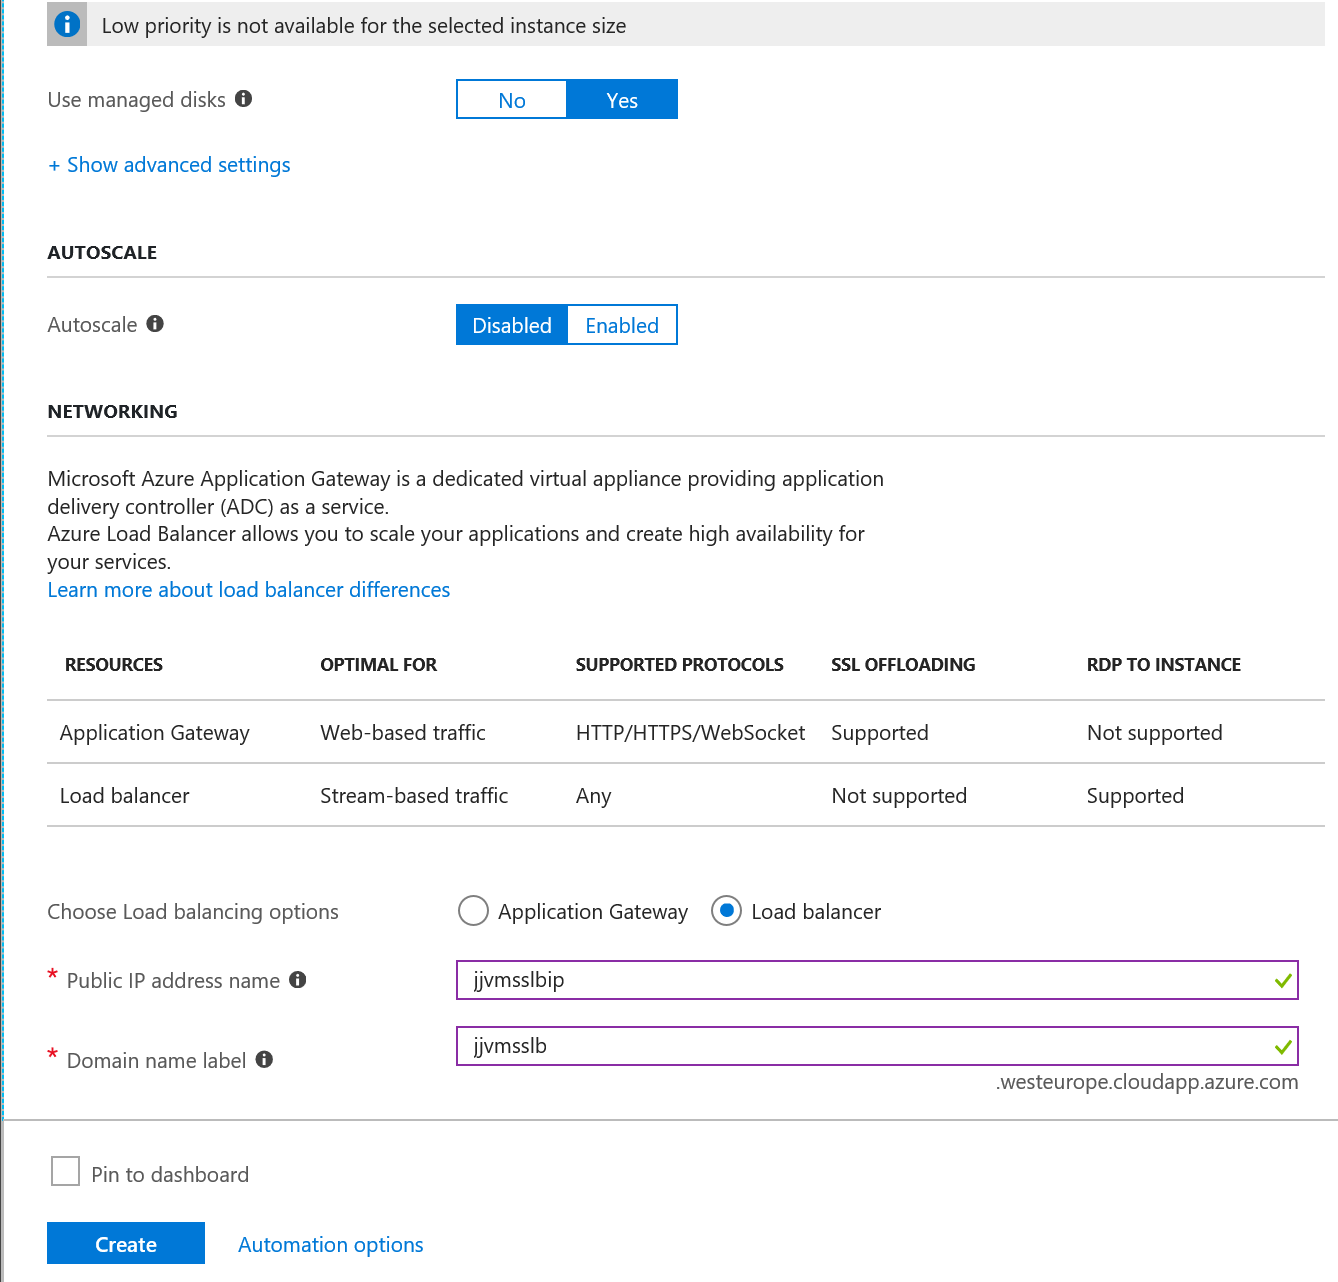 Low priority is not available for the selected instance size
Use managed disks
No Yes
+ Show advanced settings
AUTOSCALE
Autoscale
Disabled Enabled
NETWORKING
Microsoft Azure Application Gateway is a dedicated virtual appliance providing application
delivery controller (ADC) as a service.
Azure Load Balancer allows you to scale your applications and create high availability for
your services.
Learn more about load balancer differences
RESOURCES OPTIMAL FOR SUPPORTED PROTOCOLS SSL OFFLOADING RDP TO INSTANCE
Application Gateway Web-based traffic HTTP/HTTPS/WebSocket Supported Not supported
Load balancer Stream-based traffic Any Not supported Supported
Choose Load balancing options Application Gateway Load balancer
* Public IP address name jjvmsslbip
* Domain name label jjvmsslb
.westeurope.cloudapp.azure.com
Pin to dashboard
Create Automation options